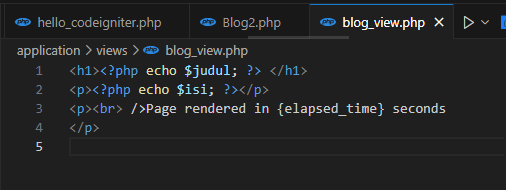 hello_codeigniter.php Blog2.php blog_view.php
application > views > blog_view.php
1 <h1><?php echo $judul; ?> </h1>
2 <p><?php echo $isi; ?></p>
3 <p><br> />Page rendered in {elapsed_time} seconds
4 </p>
5